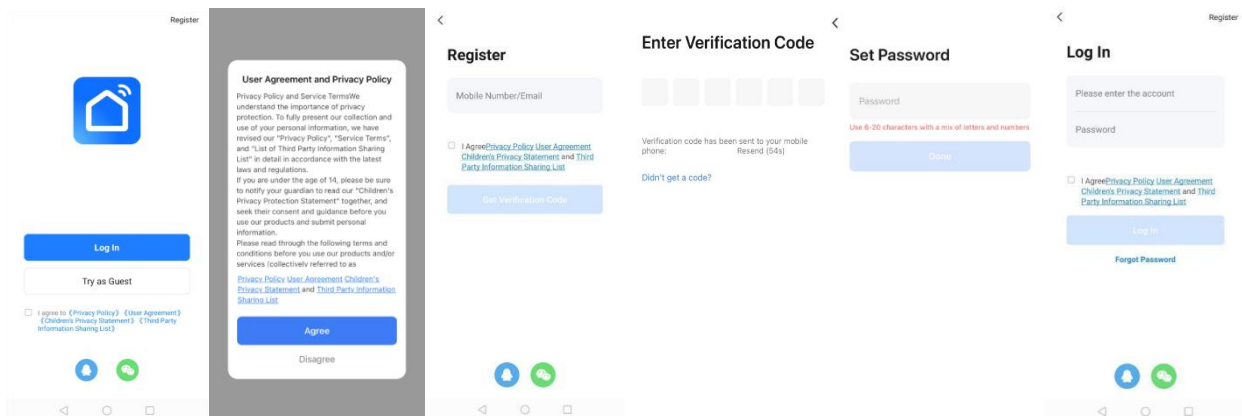 Register
Log In
Try as Guest
I agree to《Privacy Policy》《User Agreement》
《Children's Privacy Statement》《Third Party
Information Sharing List》
User Agreement and Privacy Policy
Privacy Policy and Service TermsWe
understand the importance of privacy
protection. To fully present our collection and
use of your personal information, we have
revised our "Privacy Policy", "Service Terms",
and "List of Third Party Information Sharing
List" in detail in accordance with the latest
laws and regulations.
If you are under the age of 14, please be sure
to notify your guardian to read our "Children's
Privacy Protection Statement" together, and
seek their consent and guidance before you
use our products and submit personal
information.
Please read through the following terms and
conditions before you use our products and/or
services (collectively referred to as
Privacy Policy User Agreement Children's
Privacy Statement and Third Party Information
Sharing List
Agree
Disagree
Register
Mobile Number/Email
I AgreePrivacy Policy User Agreement
Children's Privacy Statement and Third
Party Information Sharing List
Get Verification Code
Enter Verification Code
Verification code has been sent to your mobile
phone: Resend (54s)
Didn't get a code?
Set Password
Password
Use 6-20 characters with a mix of letters and numbers
Done
Register
Log In
Please enter the account
Password
I AgreePrivacy Policy User Agreement
Children's Privacy Statement and Third
Party Information Sharing List
Log In
Forgot Password